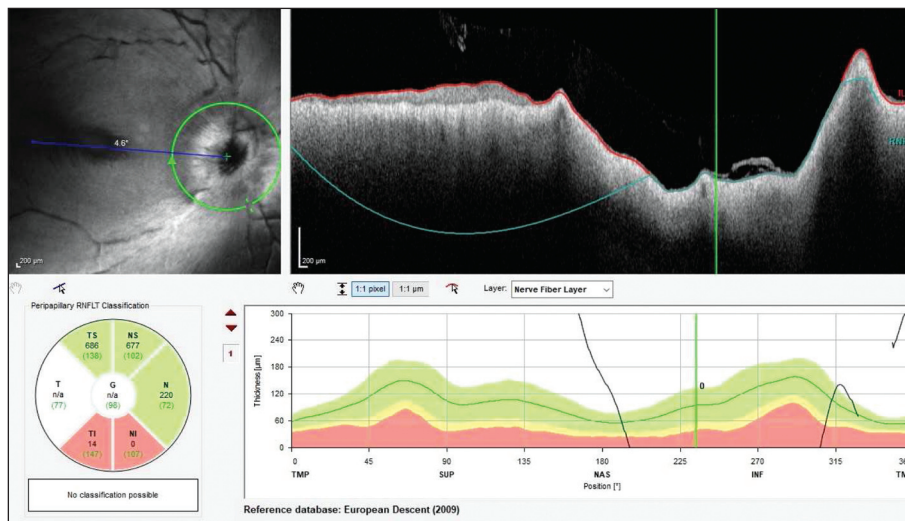 4.6°
200 µm
200 µm
IL
RNF
1:1 pixel
1:1 µm
Layer:
Nerve Fiber Layer
Peripapillary RNFLT Classification
TS
686
(138)
NS
677
(102)
T
n/a
(77)
G
n/a
(96)
N
220
(72)
TI
14
(147)
NI
0
(107)
No classification possible
1
Thickness [µm]
300
240
180
120
60
0
0
0 45 90 135 180 225 270 315
TMP SUP NAS INF TM
Position [°]
Reference database: European Descent (2009)